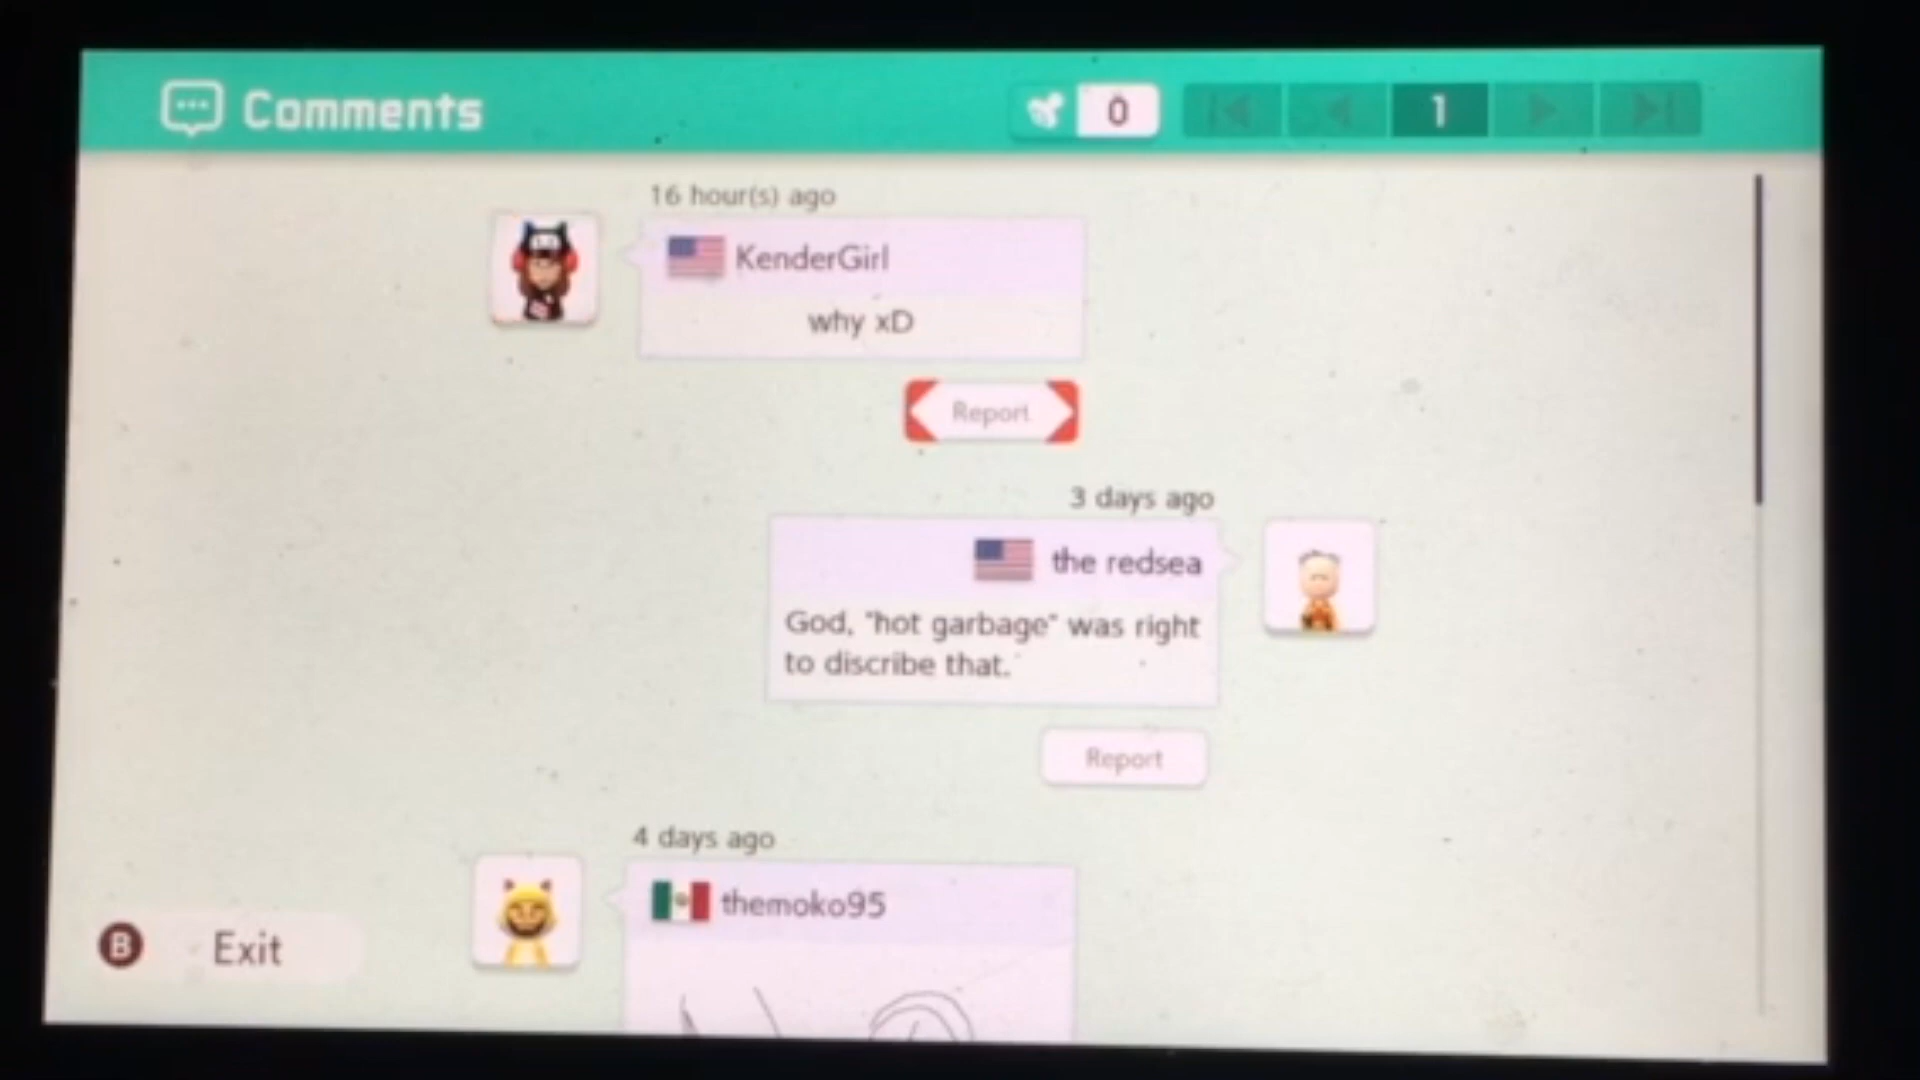 Comments
0
1
16 hour(s) ago
KenderGirl
why xD
Report
3 days ago
the redsea
God, "hot garbage" was right
to discribe that.
Report
4 days ago
themoko95
B Exit